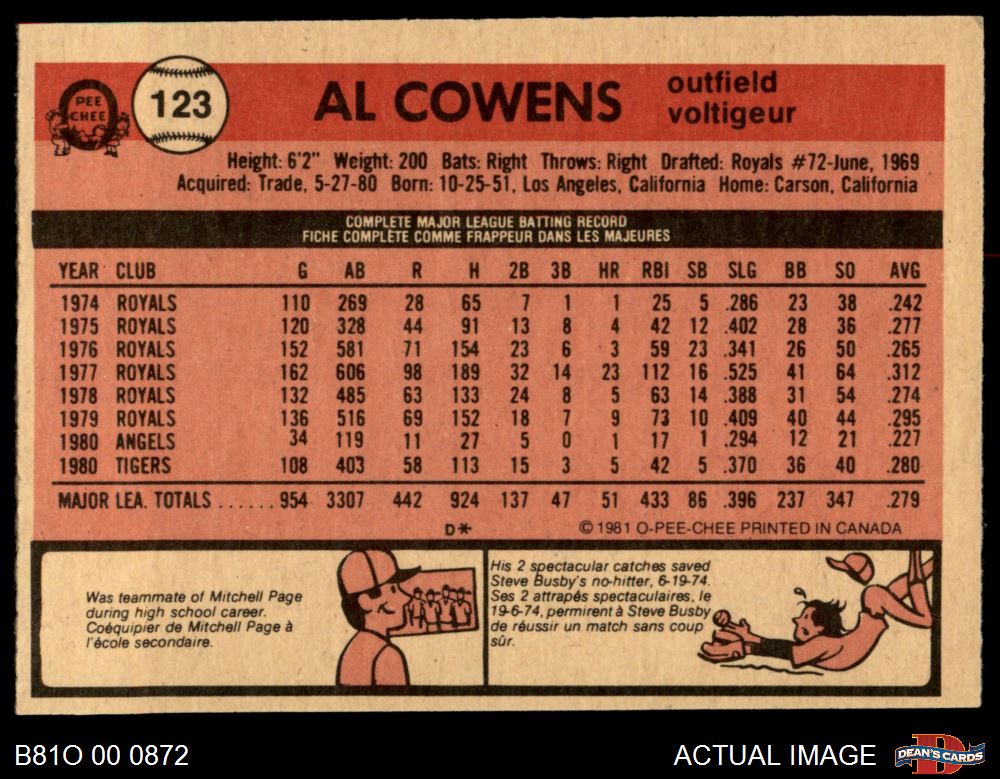 PEE
CHEE
123
AL COWENS
outfield
voltigeur
Height: 6'2" Weight: 200 Bats: Right Throws: Right Drafted: Royals #72-June, 1969
Acquired: Trade, 5-27-80 Born: 10-25-51, Los Angeles, California Home: Carson, California
COMPLETE MAJOR LEAGUE BATTING RECORD
FICHE COMPLÈTE COMME FRAPPEUR DANS LES MAJEURES
YEAR CLUB G AB R H 2B 3B HR RBI SB SLG BB SO AVG
1974 ROYALS 110 269 28 65 7 1 1 25 5 .286 23 38 .242
1975 ROYALS 120 328 44 91 13 8 4 42 12 .402 28 36 .277
1976 ROYALS 152 581 71 154 23 6 3 59 23 .341 26 50 .265
1977 ROYALS 162 606 98 189 32 14 23 112 16 .525 41 64 .312
1978 ROYALS 132 485 63 133 24 8 5 63 14 .388 31 54 .274
1979 ROYALS 136 516 69 152 18 7 9 73 10 .409 40 44 .295
1980 ANGELS 34 119 11 27 5 0 1 17 1 .294 12 21 .227
1980 TIGERS 108 403 58 113 15 3 5 42 5 .370 36 40 .280
MAJOR LEA. TOTALS ...... 954 3307 442 924 137 47 51 433 86 .396 237 347 .279
D* © 1981 O-PEE-CHEE PRINTED IN CANADA
Was teammate of Mitchell Page
during high school career.
Coéquipier de Mitchell Page à
l'école secondaire.
His 2 spectacular catches saved
Steve Busby's no-hitter, 6-19-74.
Ses 2 attrapés spectaculaires, le
19-6-74, permirent à Steve Busby
de réussir un match sans coup
sûr.
B81O 00 0872
ACTUAL IMAGE
DEAN'S CARDS